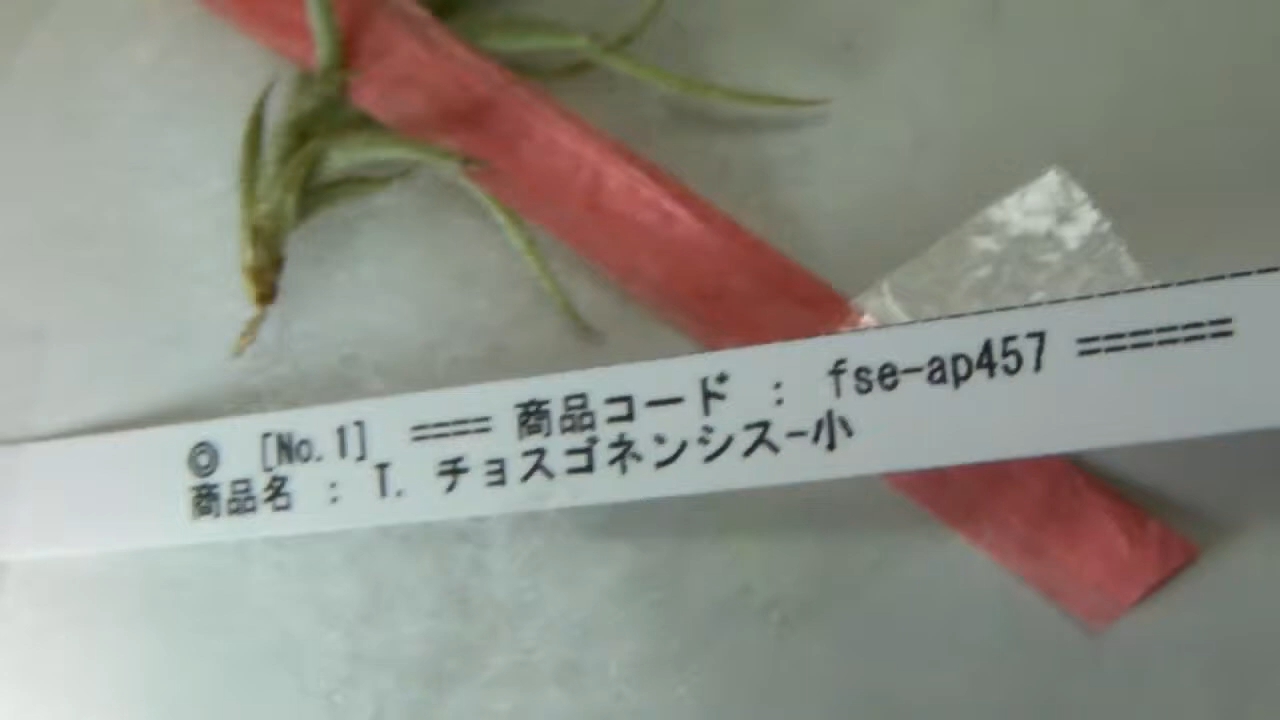 ◎ [No.1] ==== 商品コード : fse-ap457 ======
商品名 : T. チョスゴネンシス-小